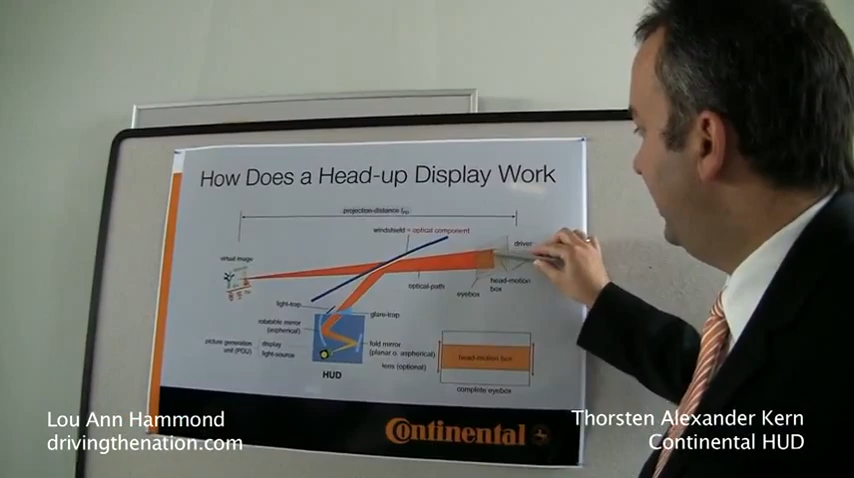 How Does a Head-up Display Work
projection-distance
windshield = optical component
driver
virtual image
optical-path
eyebox
head-motion
box
light-trap
glare-trap
rotatable mirror
(aspherical)
picture generation
unit (PGU)
display
light-source
fold mirror
(planar o. aspherical)
lens (optional)
HUD
head-motion box
complete eyebox
Continental
Lou Ann Hammond
drivingthenation.com
Thorsten Alexander Kern
Continental HUD